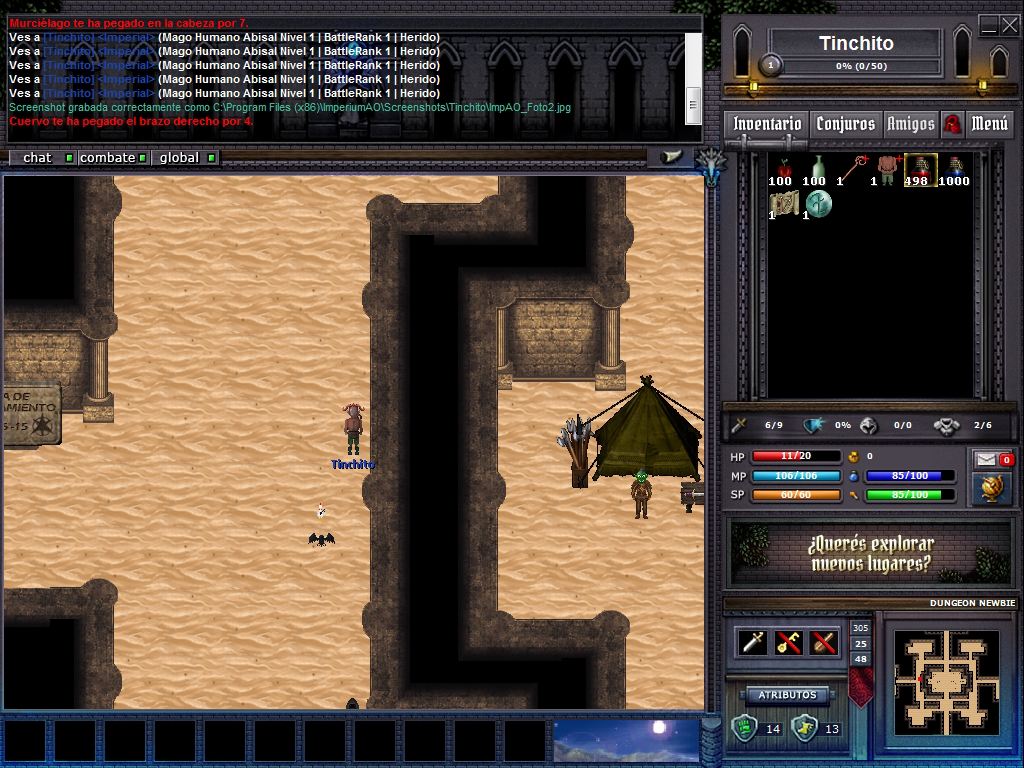 Murciélago te ha pegado en la cabeza por 7.
Ves a [Tinchito] <Imperial> (Mago Humano Abisal Nivel 1 | BattleRank 1 | Herido)
Ves a [Tinchito] <Imperial> (Mago Humano Abisal Nivel 1 | BattleRank 1 | Herido)
Ves a [Tinchito] <Imperial> (Mago Humano Abisal Nivel 1 | BattleRank 1 | Herido)
Ves a [Tinchito] <Imperial> (Mago Humano Abisal Nivel 1 | BattleRank 1 | Herido)
Ves a [Tinchito] <Imperial> (Mago Humano Abisal Nivel 1 | BattleRank 1 | Herido)
Screenshot grabada correctamente como C:\Program Files (x86)\ImperiumAO\Screenshots\Tinchito\ImpAO_Foto2.jpg
Cuervo te ha pegado el brazo derecho por 4.
chat combate global
Tinchito
1
0% (0/50)
Inventario Conjuros Amigos Menú
100 100 1 1 498 1000
1 1
A DE
AMIENTO
-15
Tinchito
6/9 0% 0/0 2/6
HP 11/20 0
0
MP 106/106 85/100
SP 60/60 85/100
¿Querés explorar
nuevos lugares?
DUNGEON NEWBIE
305
25
48
ATRIBUTOS
14 13